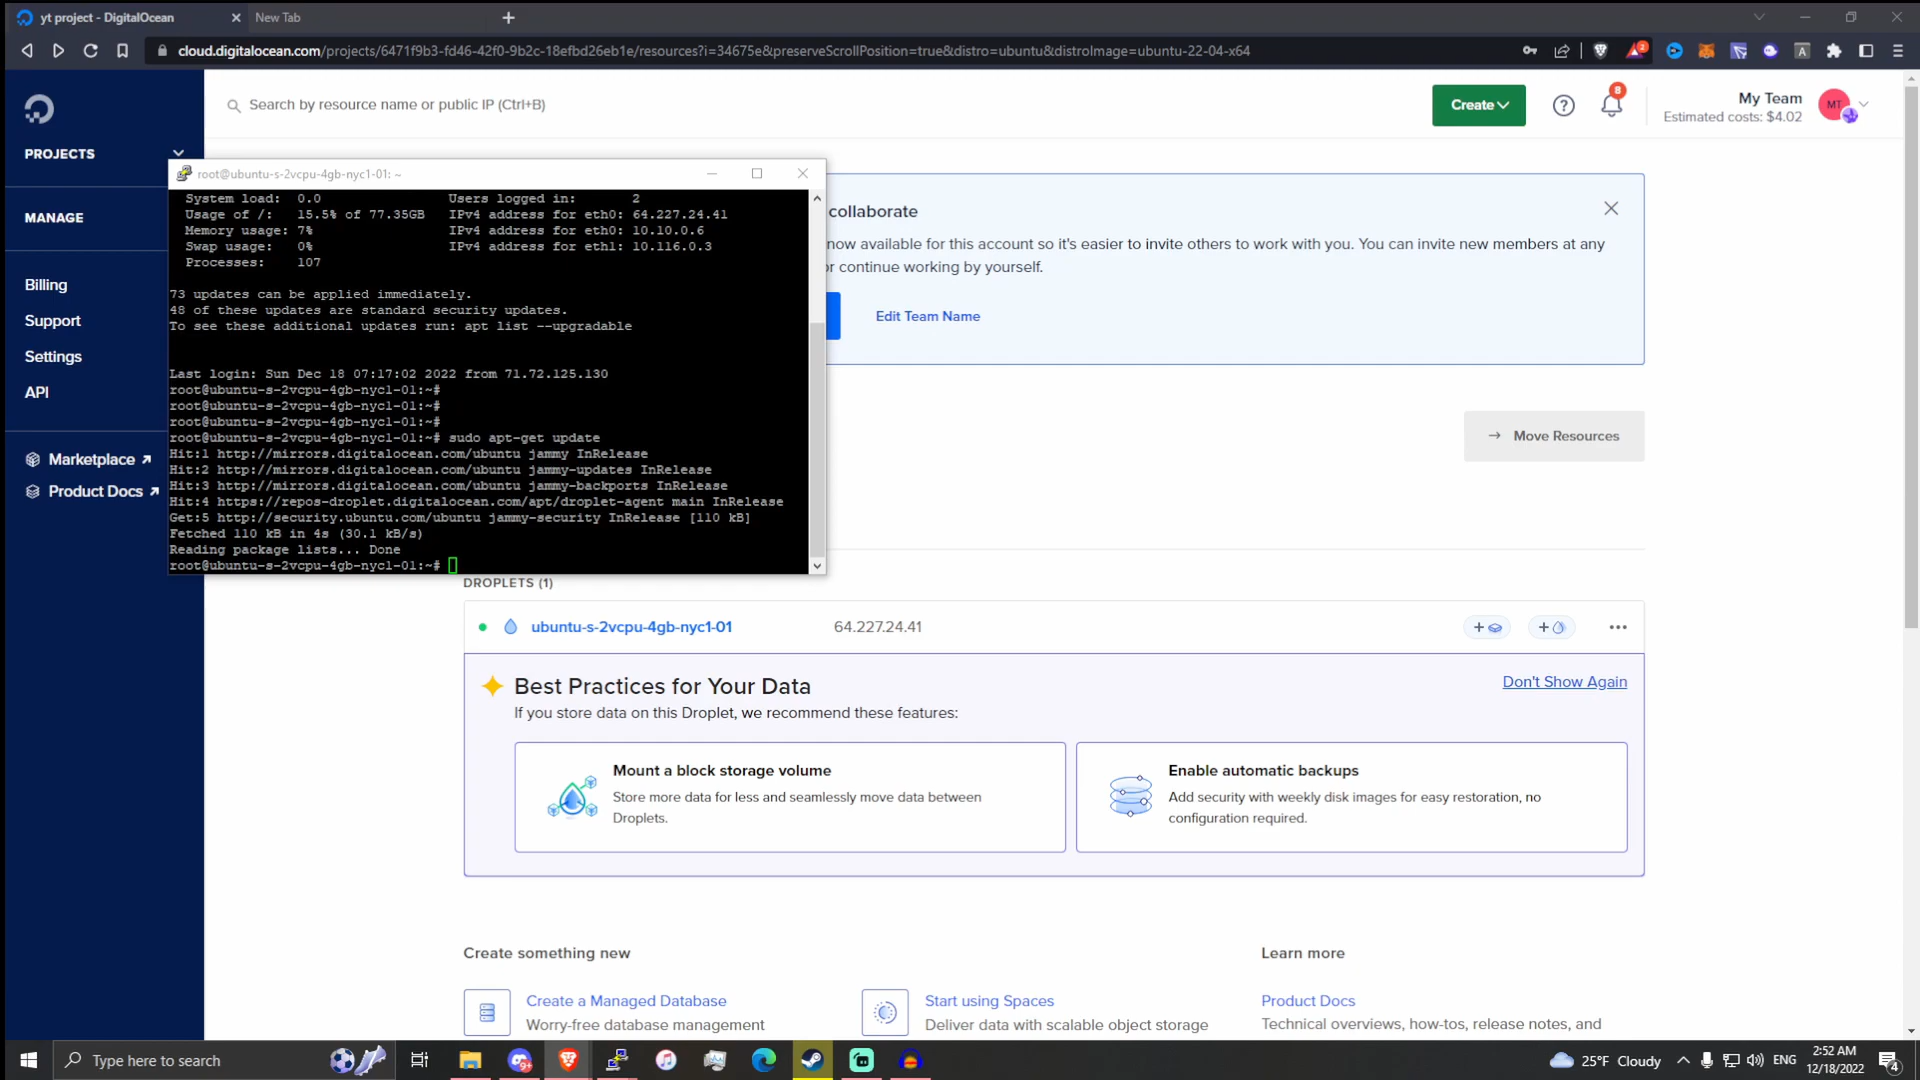 yt project - DigitalOcean
New Tab
cloud.digitalocean.com/projects/6471f9b3-fd46-42f0-9b2c-18efbd26eb1e/resources?i=34675e&preserveScrollPosition=true&distro=ubuntu&distroImage=ubuntu-22-04-x64
2
A
Search by resource name or public IP (Ctrl+B)
Create
?
8
My Team
Estimated costs: $4.02
MT
PROJECTS
MANAGE
Billing
Support
Settings
API
Marketplace
Product Docs
root@ubuntu-s-2vcpu-4gb-nyc1-01: ~
System load: 0.0 Users logged in: 2
Usage of /: 15.5% of 77.35GB IPv4 address for eth0: 64.227.24.41
Memory usage: 7% IPv4 address for eth0: 10.10.0.6
Swap usage: 0% IPv4 address for eth1: 10.116.0.3
Processes: 107
73 updates can be applied immediately.
48 of these updates are standard security updates.
To see these additional updates run: apt list --upgradable
Last login: Sun Dec 18 07:17:02 2022 from 71.72.125.130
root@ubuntu-s-2vcpu-4gb-nyc1-01:~#
root@ubuntu-s-2vcpu-4gb-nyc1-01:~#
root@ubuntu-s-2vcpu-4gb-nyc1-01:~#
root@ubuntu-s-2vcpu-4gb-nyc1-01:~# sudo apt-get update
Hit:1 http://mirrors.digitalocean.com/ubuntu jammy InRelease
Hit:2 http://mirrors.digitalocean.com/ubuntu jammy-updates InRelease
Hit:3 http://mirrors.digitalocean.com/ubuntu jammy-backports InRelease
Hit:4 https://repos-droplet.digitalocean.com/apt/droplet-agent main InRelease
Get:5 http://security.ubuntu.com/ubuntu jammy-security InRelease [110 kB]
Fetched 110 kB in 4s (30.1 kB/s)
Reading package lists... Done
root@ubuntu-s-2vcpu-4gb-nyc1-01:~#
collaborate
now available for this account so it's easier to invite others to work with you. You can invite new members at any
or continue working by yourself.
Edit Team Name
Move Resources
DROPLETS (1)
ubuntu-s-2vcpu-4gb-nyc1-01
64.227.24.41
Best Practices for Your Data
Don't Show Again
If you store data on this Droplet, we recommend these features:
Mount a block storage volume
Store more data for less and seamlessly move data between
Droplets.
Enable automatic backups
Add security with weekly disk images for easy restoration, no
configuration required.
Create something new
Learn more
Create a Managed Database
Worry-free database management
Start using Spaces
Deliver data with scalable object storage
Product Docs
Technical overviews, how-tos, release notes, and
Type here to search
25°F Cloudy
ENG
2:52 AM
12/18/2022
4